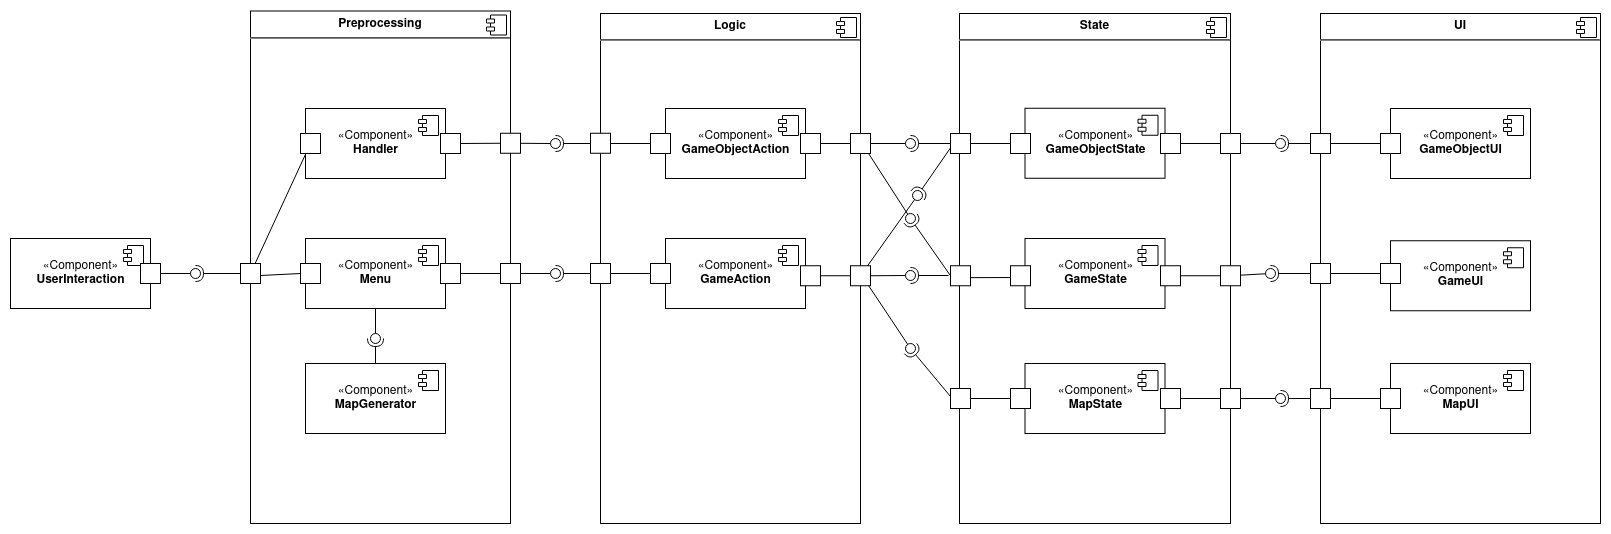 Preprocessing
Logic
State
UI
«Component»
Handler
«Component»
GameObjectAction
«Component»
GameObjectState
«Component»
GameObjectUI
«Component»
UserInteraction
«Component»
Menu
«Component»
GameAction
«Component»
GameState
«Component»
GameUI
«Component»
MapGenerator
«Component»
MapState
«Component»
MapUI